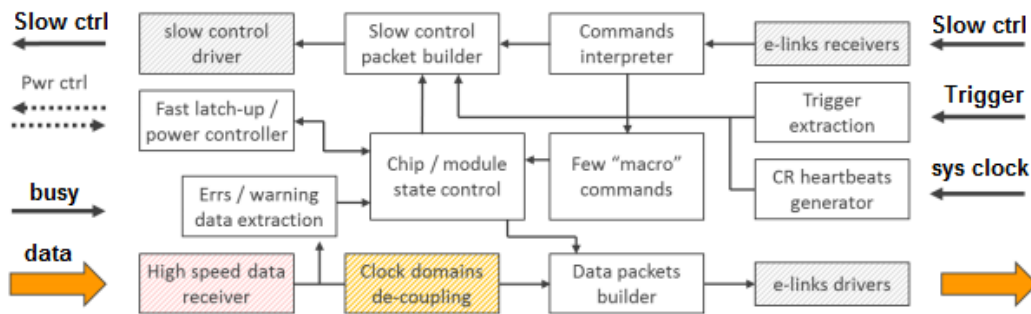 Slow ctrl
slow control
driver
Slow control
packet builder
Commands
interpreter
e-links receivers
Slow ctrl
Pwr ctrl
Fast latch-up /
power controller
Trigger
extraction
Trigger
Chip / module
state control
Few “macro”
commands
busy
Errs / warning
data extraction
CR heartbeats
generator
sys clock
data
High speed data
receiver
Clock domains
de-coupling
Data packets
builder
e-links drivers